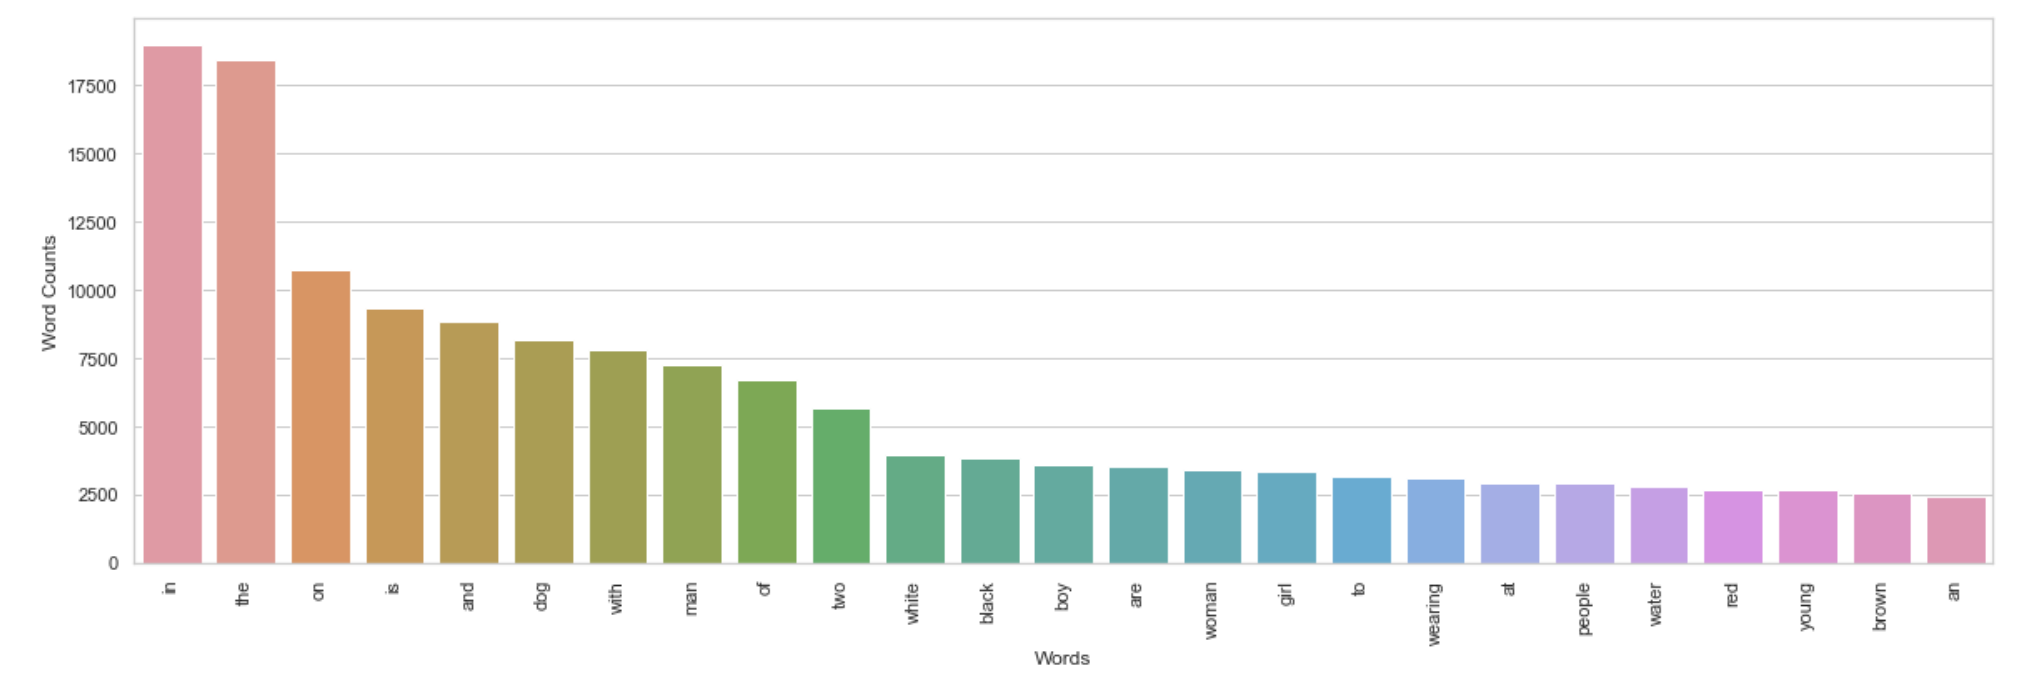 17500
15000
12500
10000
7500
5000
2500
0
Word Counts
in the on is and dog with man of two white black boy are woman girl to wearing at people water red young brown an
Words